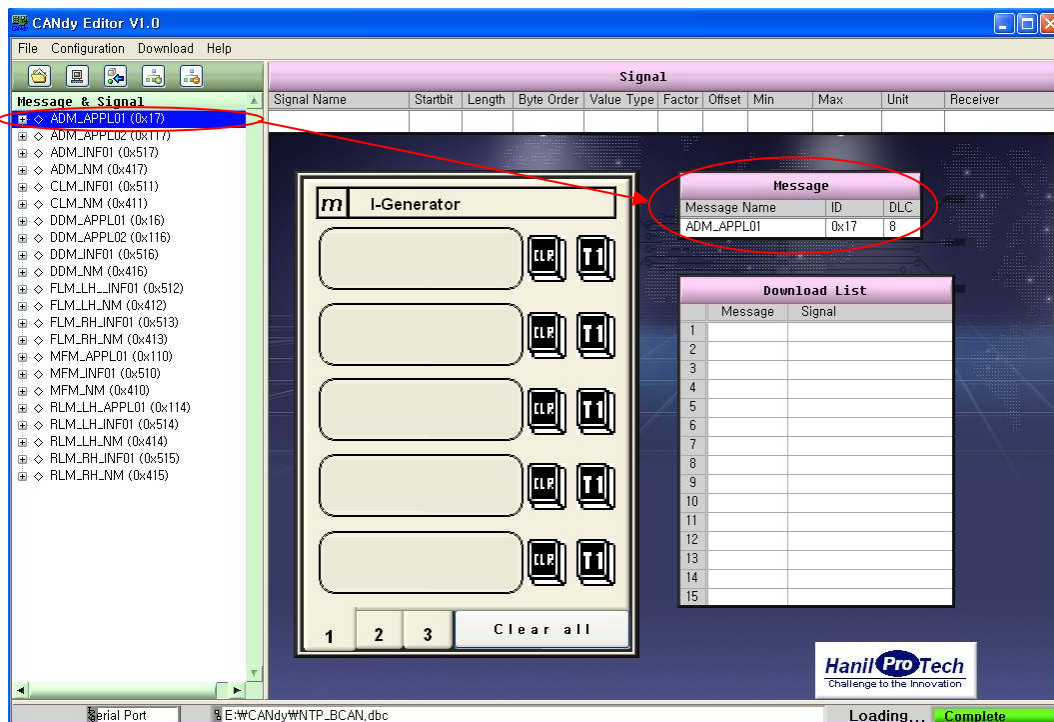 CANdy Editor V1.0
File Configuration Download Help
Message & Signal
ADM_APPL01 (0x17)
ADM_APPL02 (0x117)
ADM_INF01 (0x517)
ADM_NM (0x417)
CLM_INF01 (0x511)
CLM_NM (0x411)
DDM_APPL01 (0x16)
DDM_APPL02 (0x116)
DDM_INF01 (0x516)
DDM_NM (0x416)
FLM_LH__INF01 (0x512)
FLM_LH_NM (0x412)
FLM_RH_INF01 (0x513)
FLM_RH_NM (0x413)
MFM_APPL01 (0x110)
MFM_INF01 (0x510)
MFM_NM (0x410)
RLM_LH_APPL01 (0x114)
RLM_LH_INF01 (0x514)
RLM_LH_NM (0x414)
RLM_RH_INF01 (0x515)
RLM_RH_NM (0x415)
Signal
Signal Name Startbit Length Byte Order Value Type Factor Offset Min Max Unit Receiver
m I-Generator
CLR T1
CLR T1
CLR T1
CLR T1
CLR T1
1 2 3 Clear all
Message
Message Name ID DLC
ADM_APPL01 0x17 8
Download List
Message Signal
1
2
3
4
5
6
7
8
9
10
11
12
13
14
15
Hanil ProTech
Challenge to the Innovation
Serial Port E:₩CANdy₩NTP_BCAN.dbc Loading... Complete